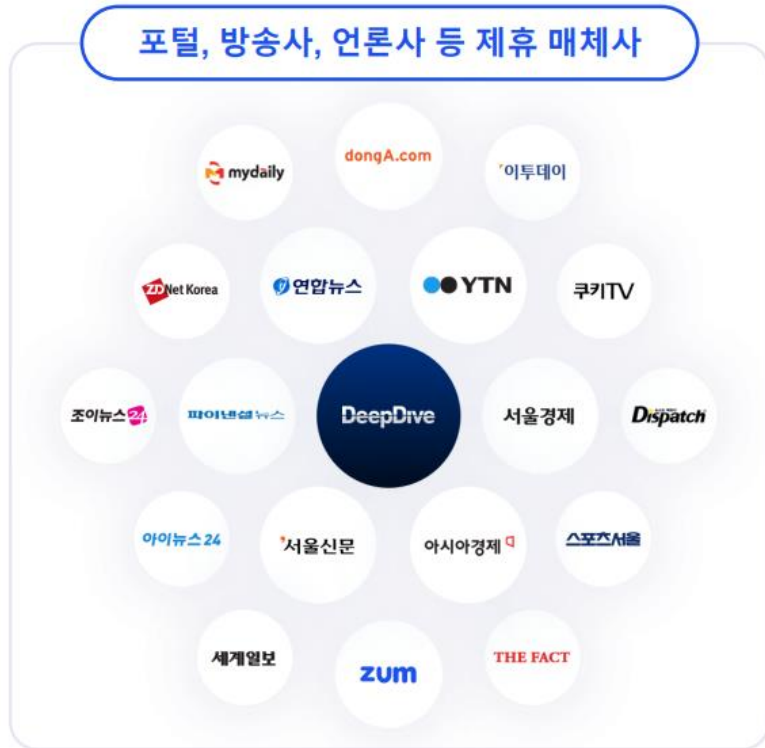 포털, 방송사, 언론사 등 제휴 매체사
mydaily
dongA.com
이투데이
ZDNet Korea
연합뉴스
YTN
쿠키TV
조이뉴스24
파이낸셜뉴스
DeepDive
서울경제
Dispatch
아이뉴스24
서울신문
아시아경제
스포츠서울
세계일보
zum
THE FACT